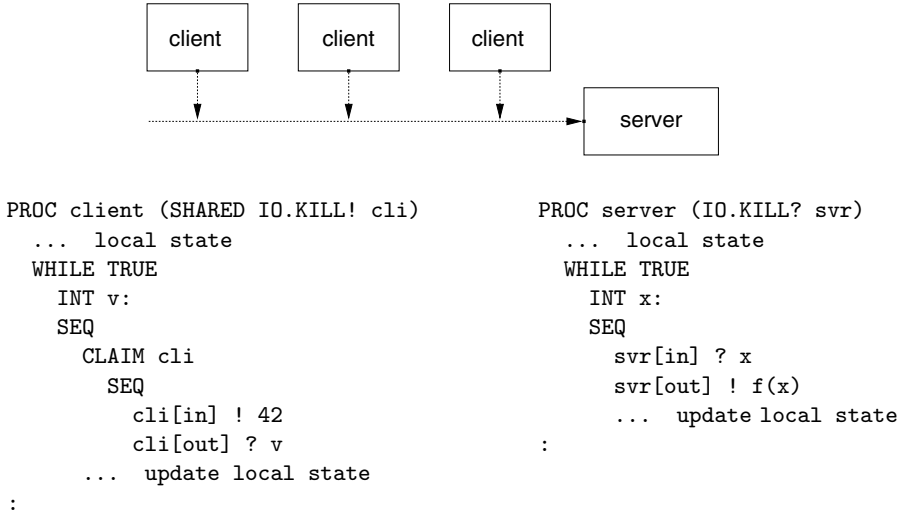 client client client
server
PROC client (SHARED IO.KILL! cli)
... local state
WHILE TRUE
INT v:
SEQ
CLAIM cli
SEQ
cli[in] ! 42
cli[out] ? v
... update local state
:
PROC server (IO.KILL? svr)
... local state
WHILE TRUE
INT x:
SEQ
svr[in] ? x
svr[out] ! f(x)
... update local state
: